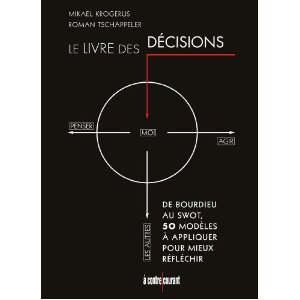 MIKAEL KROGERUS
ROMAN TSCHÄPPELER
LE LIVRE DES DÉCISIONS
PENSER
MOI
AGIR
LES AUTRES
DE BOURDIEU
AU SWOT,
50 MODÈLES
À APPLIQUER
POUR MIEUX
RÉFLÉCHIR
à contre courant